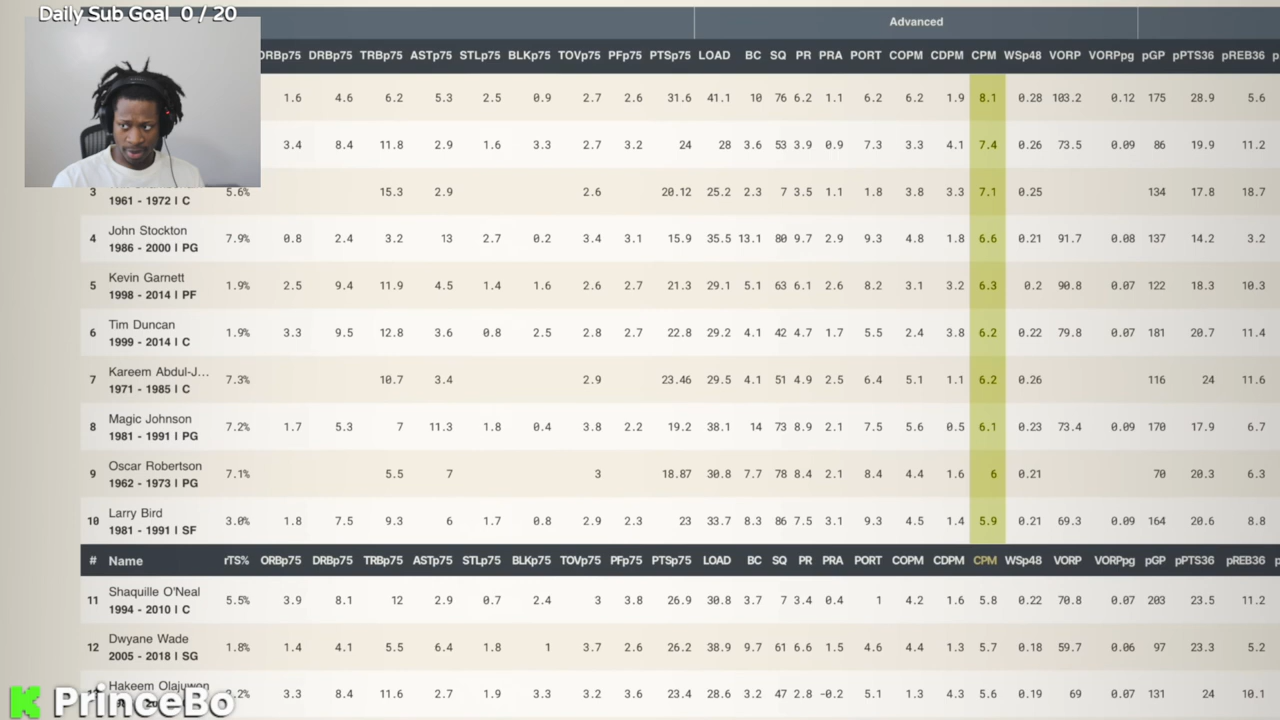 Daily Sub Goal 0 / 20
Advanced
ORBp75 DRBp75 TRBp75 ASTp75 STLp75 BLKp75 TOVp75 PFp75 PTSp75 LOAD BC SQ PR PRA PORT COPM CDPM CPM WSp48 VORP VORPpg pGP pPTS36 pREB36
1.6 4.6 6.2 5.3 2.5 0.9 2.7 2.6 31.6 41.1 10 76 6.2 1.1 6.2 6.2 1.9 8.1 0.28 103.2 0.12 175 28.9 5.6
3.4 8.4 11.8 2.9 1.6 3.3 2.7 3.2 24 28 3.6 53 3.9 0.9 7.3 3.3 4.1 7.4 0.26 73.5 0.09 86 19.9 11.2
3 5.6% 15.3 2.9 2.6 20.12 25.2 2.3 7 3.5 1.1 1.8 3.8 3.3 7.1 0.25 134 17.8 18.7
1961 - 1972 | C
4 John Stockton 7.9% 0.8 2.4 3.2 13 2.7 0.2 3.4 3.1 15.9 35.5 13.1 80 9.7 2.9 9.3 4.8 1.8 6.6 0.21 91.7 0.08 137 14.2 3.2
1986 - 2000 | PG
5 Kevin Garnett 1.9% 2.5 9.4 11.9 4.5 1.4 1.6 2.6 2.7 21.3 29.1 5.1 63 6.1 2.6 8.2 3.1 3.2 6.3 0.2 90.8 0.07 122 18.3 10.3
1998 - 2014 | PF
6 Tim Duncan 1.9% 3.3 9.5 12.8 3.6 0.8 2.5 2.8 2.7 22.8 29.2 4.1 42 4.7 1.7 5.5 2.4 3.8 6.2 0.22 79.8 0.07 181 20.7 11.4
1999 - 2014 | C
7 Kareem Abdul-J... 7.3% 10.7 3.4 2.9 23.46 29.5 4.1 51 4.9 2.5 6.4 5.1 1.1 6.2 0.26 116 24 11.6
1971 - 1985 | C
8 Magic Johnson 7.2% 1.7 5.3 7 11.3 1.8 0.4 3.8 2.2 19.2 38.1 14 73 8.9 2.1 7.5 5.6 0.5 6.1 0.23 73.4 0.09 170 17.9 6.7
1981 - 1991 | PG
9 Oscar Robertson 7.1% 5.5 7 3 18.87 30.8 7.7 78 8.4 2.1 8.4 4.4 1.6 6 0.21 70 20.3 6.3
1962 - 1973 | PG
10 Larry Bird 3.0% 1.8 7.5 9.3 6 1.7 0.8 2.9 2.3 23 33.7 8.3 86 7.5 3.1 9.3 4.5 1.4 5.9 0.21 69.3 0.09 164 20.6 8.8
1981 - 1991 | SF
# Name rTS% ORBp75 DRBp75 TRBp75 ASTp75 STLp75 BLKp75 TOVp75 PFp75 PTSp75 LOAD BC SQ PR PRA PORT COPM CDPM CPM WSp48 VORP VORPpg pGP pPTS36 pREB36
11 Shaquille O'Neal 5.5% 3.9 8.1 12 2.9 0.7 2.4 3 3.8 26.9 30.8 3.7 7 3.4 0.4 1 4.2 1.6 5.8 0.22 70.8 0.07 203 23.5 11.2
1994 - 2010 | C
12 Dwyane Wade 1.8% 1.4 4.1 5.5 6.4 1.8 1 3.7 2.6 26.2 38.9 9.7 61 6.6 1.5 4.6 4.4 1.3 5.7 0.18 59.7 0.06 97 23.3 5.2
2005 - 2018 | SG
Hakeem Olajuwon 3.3 8.4 11.6 2.7 1.9 3.3 3.2 3.6 23.4 28.6 3.2 47 2.8 5.1 1.3 4.3 5.6 0.19 69 0.07 131 24 10.1
K PrinceBo